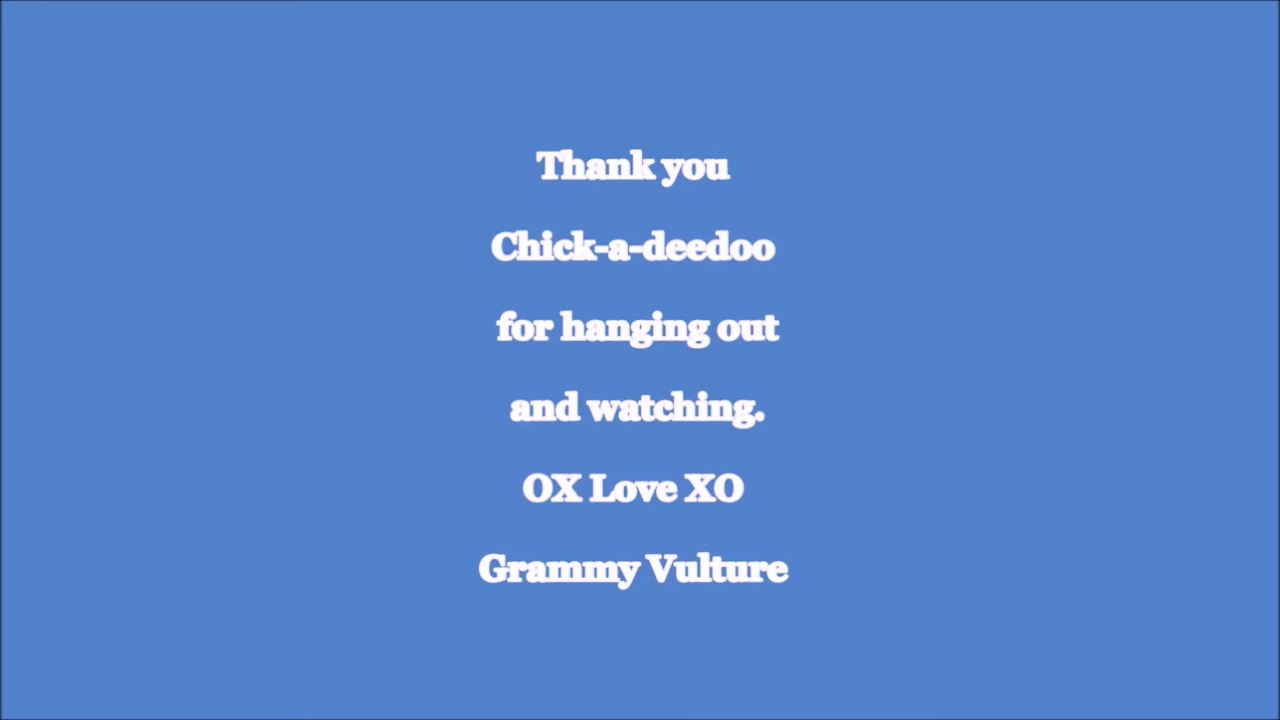 Thank you
Chick-a-deedoo
for hanging out
and watching.
OX Love XO
Grammy Vulture